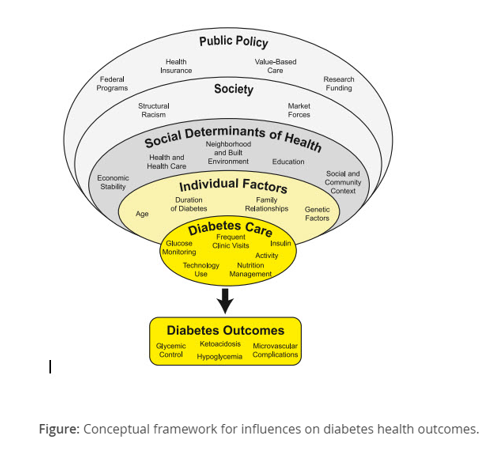 Public Policy
Health
Insurance
Value-Based
Care
Federal
Programs
Research
Funding
Society
Structural
Racism
Market
Forces
Social Determinants of Health
Neighborhood
and Built
Environment
Health and
Health Care
Education
Economic
Stability
Social and
Community
Context
Individual Factors
Duration
of Diabetes
Family
Relationships
Age
Genetic
Factors
Diabetes Care
Glucose
Monitoring
Frequent
Clinic Visits
Insulin
Activity
Technology
Use
Nutrition
Management
Diabetes Outcomes
Glycemic
Control
Ketoacidosis
Hypoglycemia
Microvascular
Complications
Figure: Conceptual framework for influences on diabetes health outcomes.